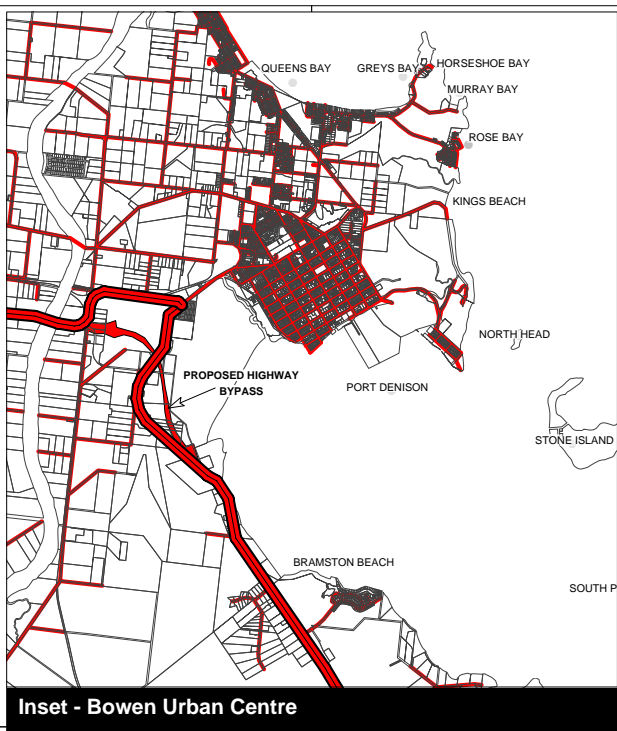 QUEENS BAY
GREYS BAY
HORSESHOE BAY
MURRAY BAY
ROSE BAY
KINGS BEACH
NORTH HEAD
PROPOSED HIGHWAY
BYPASS
PORT DENISON
STONE ISLAND
BRAMSTON BEACH
SOUTH P
Inset - Bowen Urban Centre